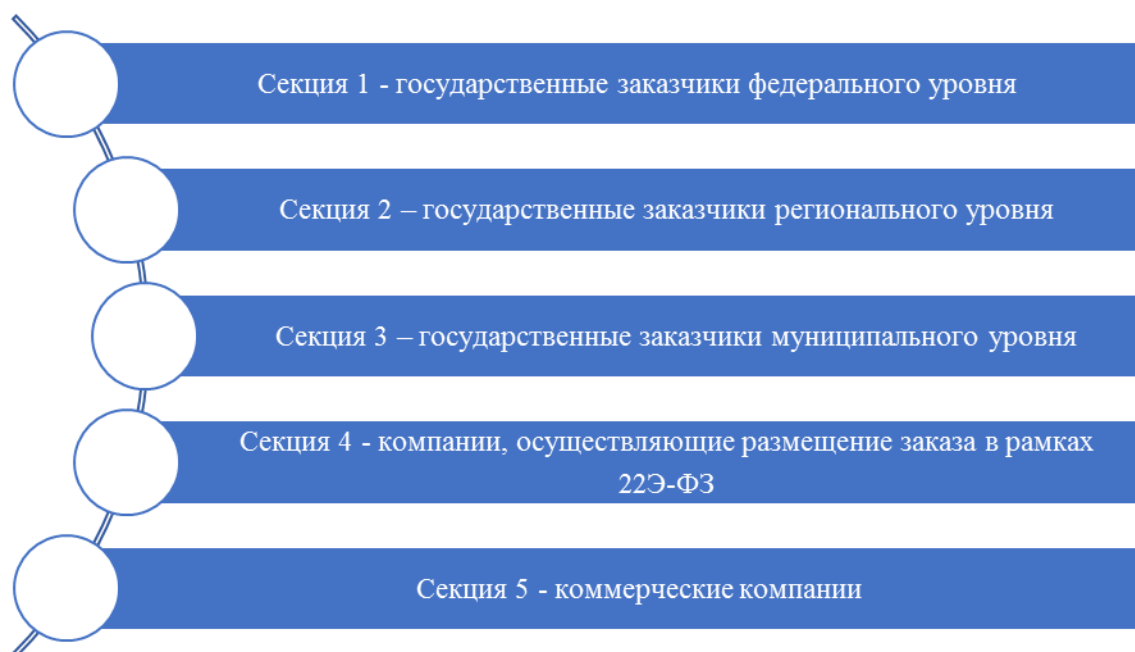 Секция 1 - государственные заказчики федерального уровня
Секция 2 – государственные заказчики регионального уровня
Секция 3 – государственные заказчики муниципального уровня
Секция 4 - компании, осуществляющие размещение заказа в рамках
22Э-ФЗ
Секция 5 - коммерческие компании